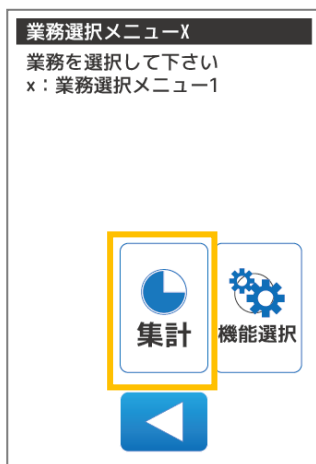 業務選択メニューX
業務を選択して下さい
x：業務選択メニュー1
集計
機能選択